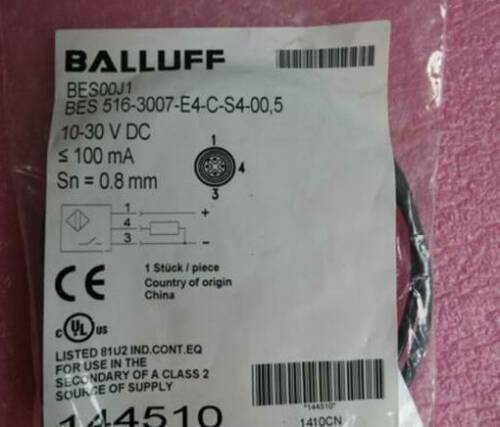 BALLUFF
BES00J1
BES 516-3007-E4-C-S4-00,5
10-30 V DC
≤ 100 mA
Sn = 0.8 mm
1
4
3
1 +
4
3 −
CE
1 Stück / piece
Country of origin
China
c UL us
LISTED 81U2 IND.CONT.EQ
FOR USE IN THE
SECONDARY OF A CLASS 2
SOURCE OF SUPPLY
144510
*144510*
1410CN